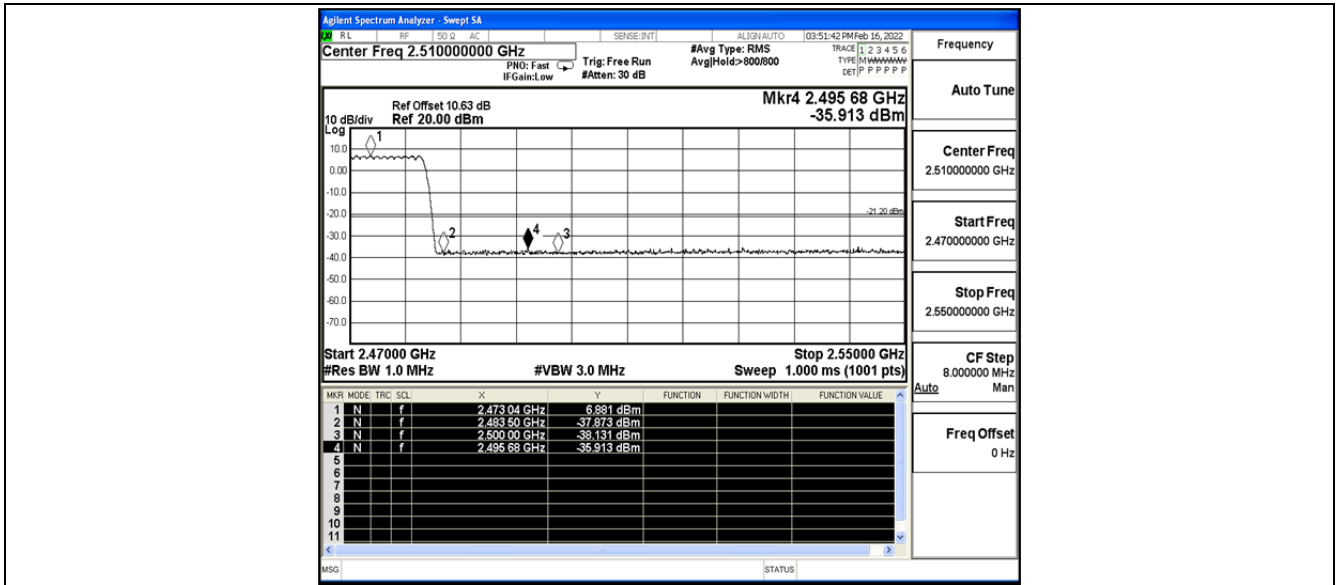 Agilent Spectrum Analyzer - Swept SA
RL RF 50 Ω AC SENSE:INT ALIGNAUTO 03:51:42 PM Feb 16, 2022
Center Freq 2.510000000 GHz
PNO: Fast
IFGain:Low
Trig: Free Run
#Atten: 30 dB
#Avg Type: RMS
Avg|Hold:>800/800
TRACE 1 2 3 4 5 6
TYPE MWWWWW
DET P P P P P P
Ref Offset 10.63 dB
10 dB/div Ref 20.00 dBm
Mkr4 2.495 68 GHz
-35.913 dBm
Log
10.0
0.00
-10.0
-20.0
-30.0
-40.0
-50.0
-60.0
-70.0
1
2
4
3
-21.20 dBm
Start 2.47000 GHz Stop 2.55000 GHz
#Res BW 1.0 MHz #VBW 3.0 MHz Sweep 1.000 ms (1001 pts)
MKR MODE TRC SCL X Y FUNCTION FUNCTION WIDTH FUNCTION VALUE
1 N f 2.473 04 GHz 6.881 dBm
2 N f 2.483 50 GHz -37.873 dBm
3 N f 2.500 00 GHz -38.131 dBm
4 N f 2.495 68 GHz -35.913 dBm
5
6
7
8
9
10
11
MSG STATUS
Frequency
Auto Tune
Center Freq
2.510000000 GHz
Start Freq
2.470000000 GHz
Stop Freq
2.550000000 GHz
CF Step
8.000000 MHz
Auto Man
Freq Offset
0 Hz